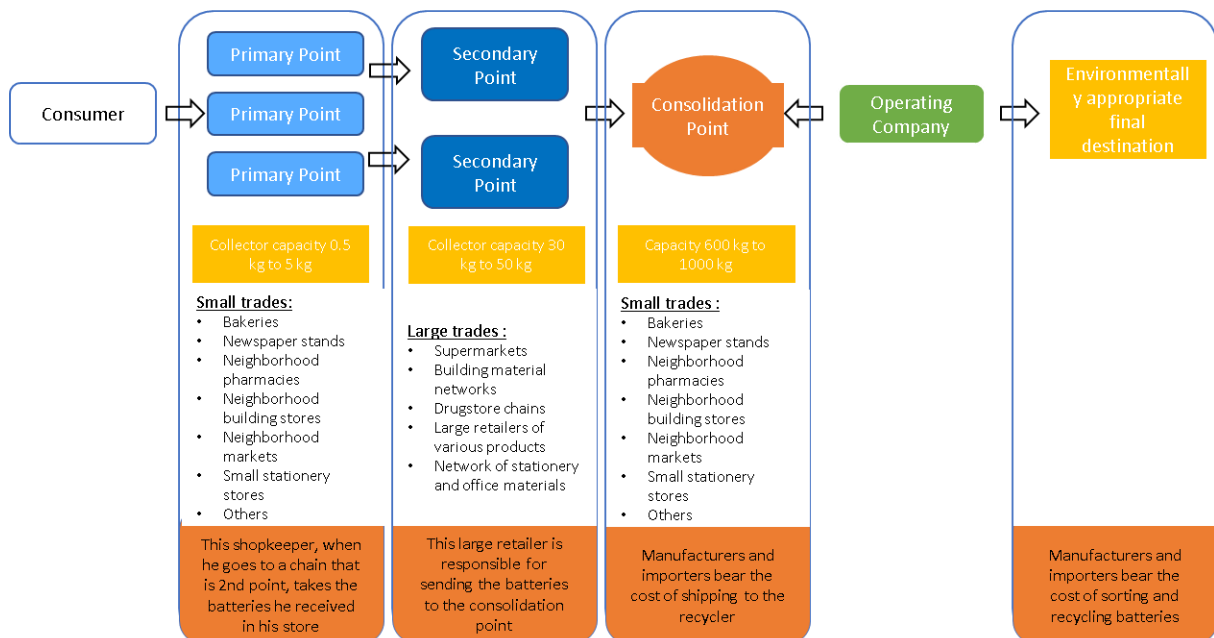 Consumer
Primary Point
Primary Point
Primary Point
Secondary
Point
Secondary
Point
Consolidation
Point
Operating
Company
Environmentall
y appropriate
final
destination
Collector capacity 0.5
kg to 5 kg
Collector capacity 30
kg to 50 kg
Capacity 600 kg to
1000 kg
Small trades:
• Bakeries
• Newspaper stands
• Neighborhood
pharmacies
• Neighborhood
building stores
• Neighborhood
markets
• Small stationery
stores
• Others
Large trades :
• Supermarkets
• Building material
networks
• Drugstore chains
• Large retailers of
various products
• Network of stationery
and office materials
Small trades :
• Bakeries
• Newspaper stands
• Neighborhood
pharmacies
• Neighborhood
building stores
• Neighborhood
markets
• Small stationery
stores
• Others
This shopkeeper, when
he goes to a chain that
is 2nd point, takes the
batteries he received
in his store
This large retailer is
responsible for
sending the batteries
to the consolidation
point
Manufacturers and
importers bear the
cost of shipping to the
recycler
Manufacturers and
importers bear the
cost of sorting and
recycling batteries